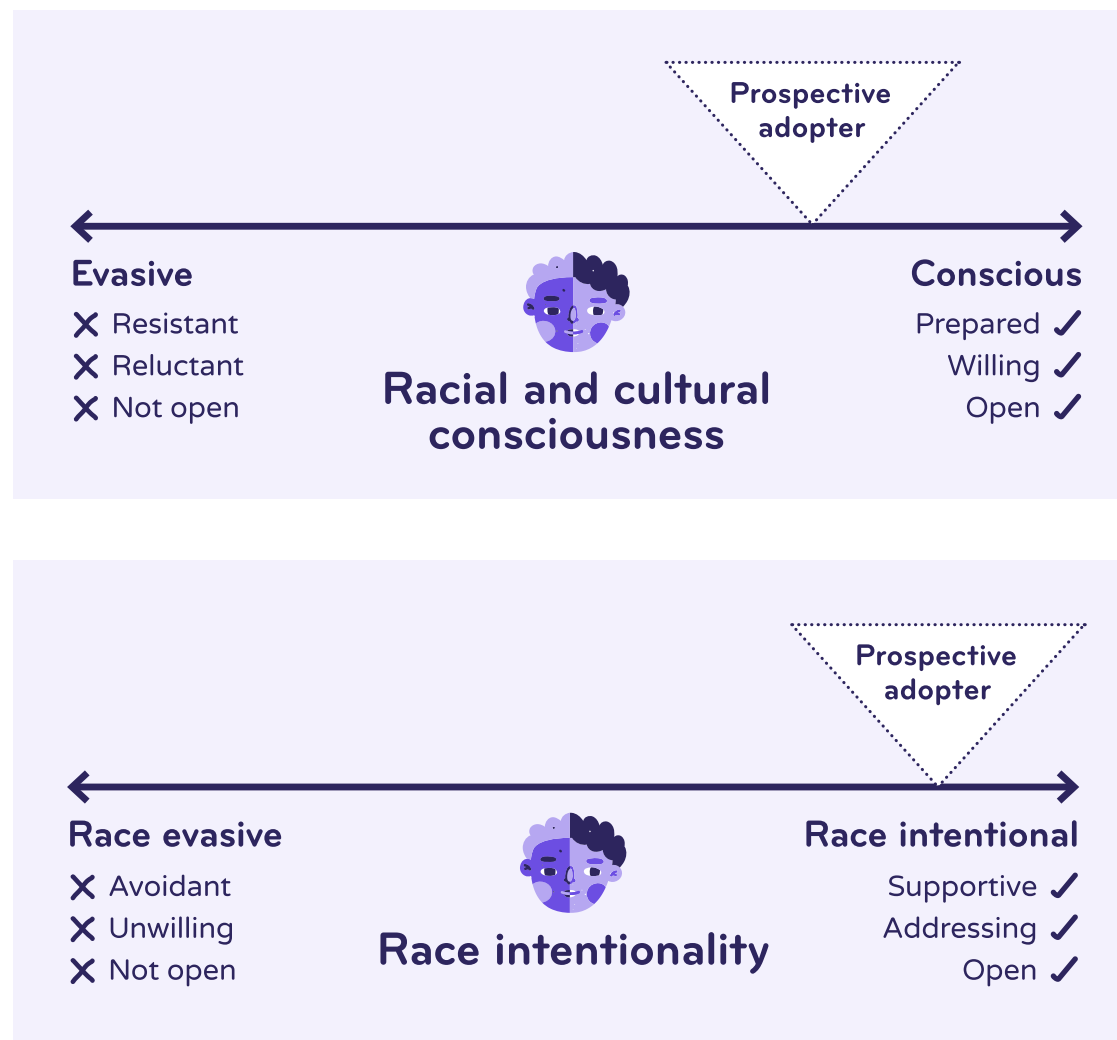 Prospective
adopter
Evasive
Resistant
Reluctant
Not open
Racial and cultural
consciousness
Conscious
Prepared
Willing
Open
Prospective
adopter
Race evasive
Avoidant
Unwilling
Not open
Race intentionality
Race intentional
Supportive
Addressing
Open